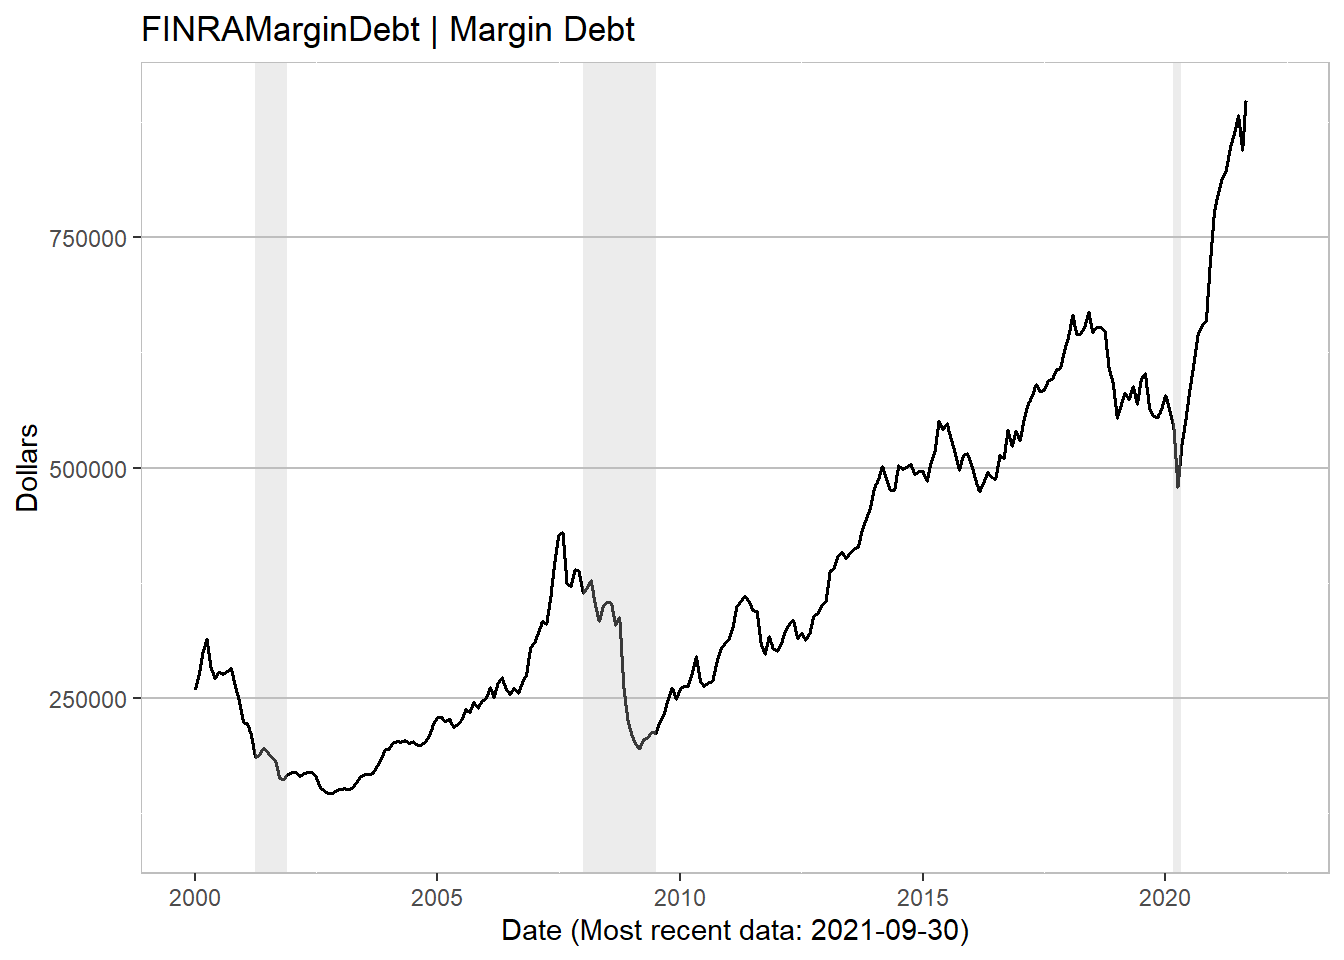 FINRAMarginDebt | Margin Debt
750000
500000
250000
Dollars
2000 2005 2010 2015 2020
Date (Most recent data: 2021-09-30)